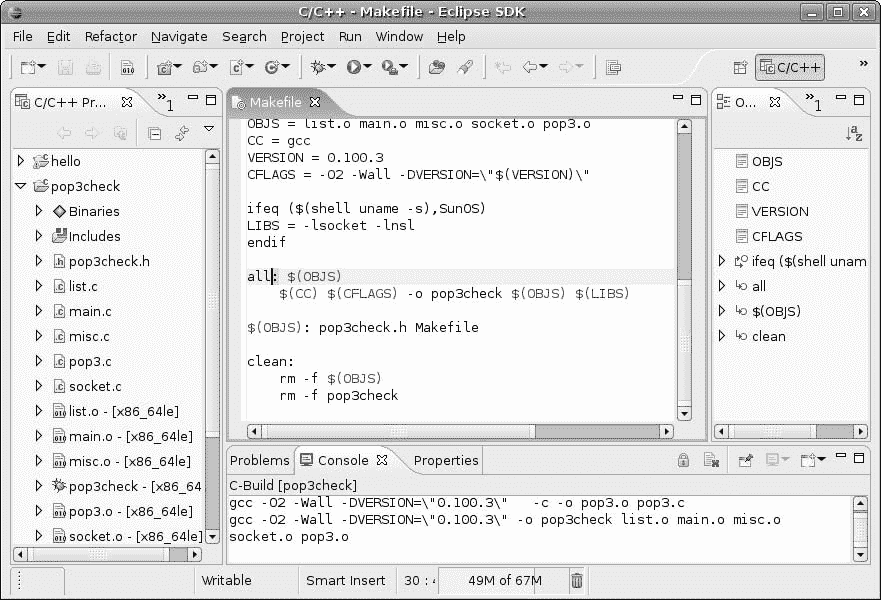 C/C++ - Makefile - Eclipse SDK
File Edit Refactor Navigate Search Project Run Window Help
C/C++ »
C/C++ Pr... »1
hello
pop3check
Binaries
Includes
pop3check.h
list.c
main.c
misc.c
pop3.c
socket.c
list.o - [x86_64le]
main.o - [x86_64le]
misc.o - [x86_64le]
pop3check - [x86_64
pop3.o - [x86_64le]
socket.o - [x86_64le]
Makefile
OBJS = list.o main.o misc.o socket.o pop3.o
CC = gcc
VERSION = 0.100.3
CFLAGS = -O2 -Wall -DVERSION=\"$(VERSION)\"
ifeq ($(shell uname -s),SunOS)
LIBS = -lsocket -lnsl
endif
all: $(OBJS)
$(CC) $(CFLAGS) -o pop3check $(OBJS) $(LIBS)
$(OBJS): pop3check.h Makefile
clean:
rm -f $(OBJS)
rm -f pop3check
O... »1
OBJS
CC
VERSION
CFLAGS
ifeq ($(shell unam
all
$(OBJS)
clean
Problems Console Properties
C-Build [pop3check]
gcc -O2 -Wall -DVERSION=\"0.100.3\" -c -o pop3.o pop3.c
gcc -O2 -Wall -DVERSION=\"0.100.3\" -o pop3check list.o main.o misc.o
socket.o pop3.o
Writable Smart Insert 30 : 49M of 67M